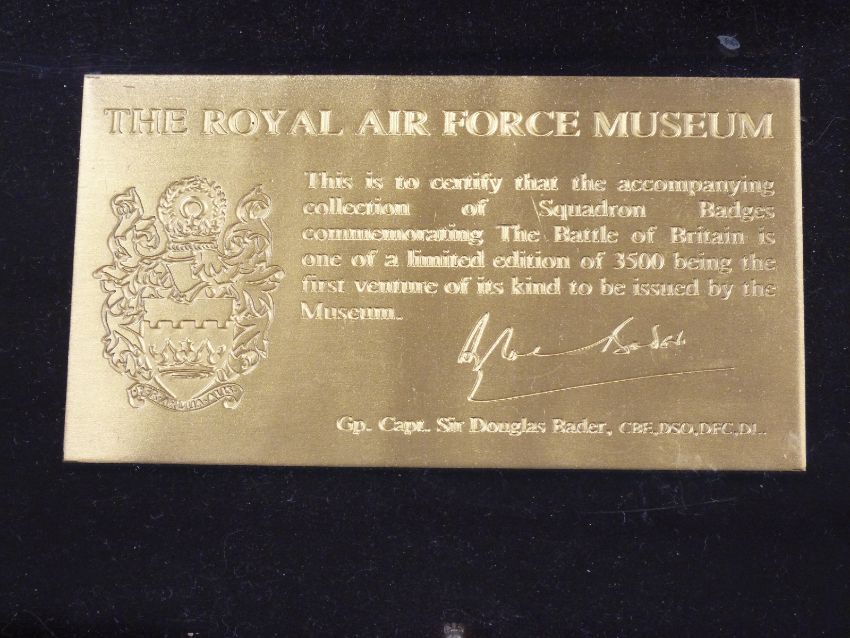 THE ROYAL AIR FORCE MUSEUM
This is to certify that the accompanying
collection of Squadron Badges
commemorating The Battle of Britain is
one of a limited edition of 3500 being the
first venture of its kind to be issued by the
Museum.
Gp. Capt. Sir Douglas Bader, CBE,DSO,DFC,DL.